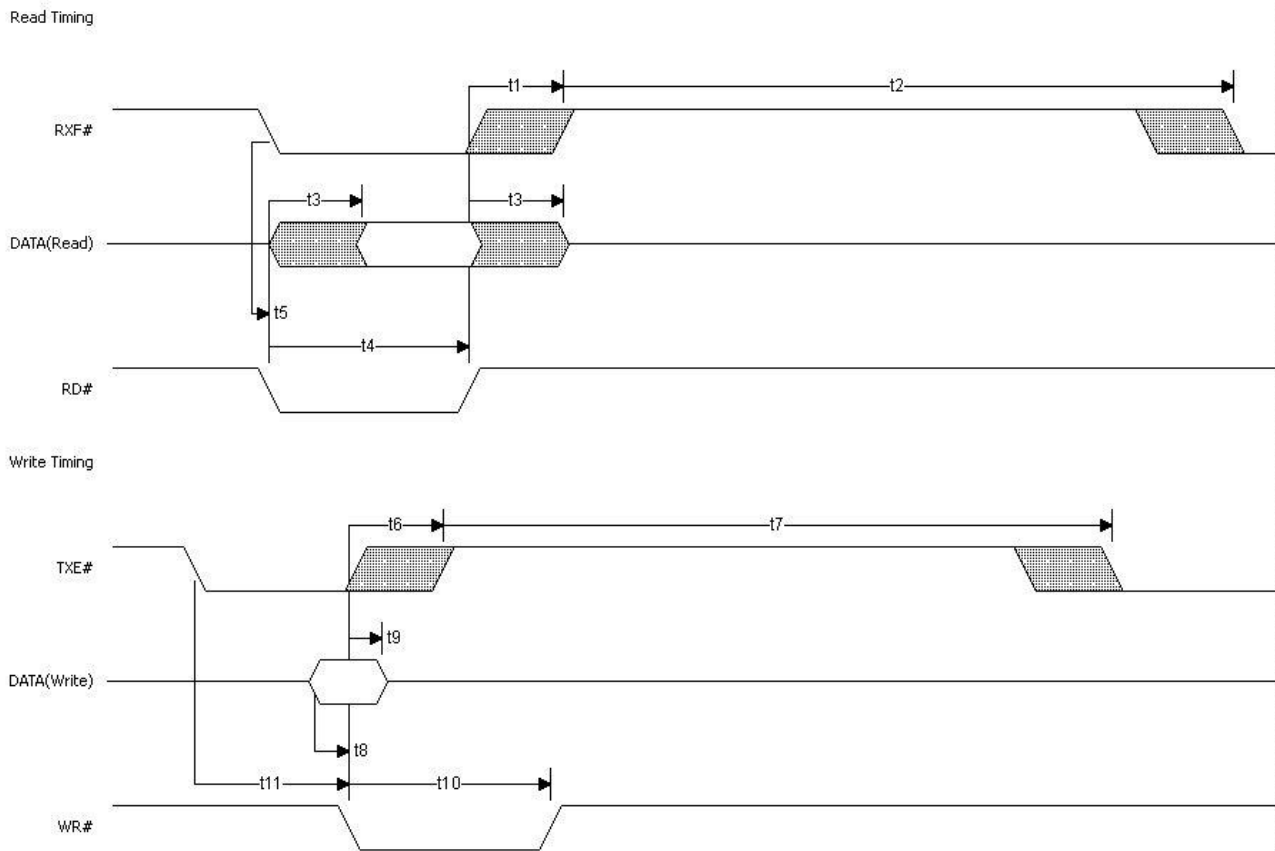 Read Timing
t1
t2
RXF#
t3
t3
DATA(Read)
t5
t4
RD#
Write Timing
t6
t7
TXE#
t9
DATA(Write)
t8
t11
t10
WR#